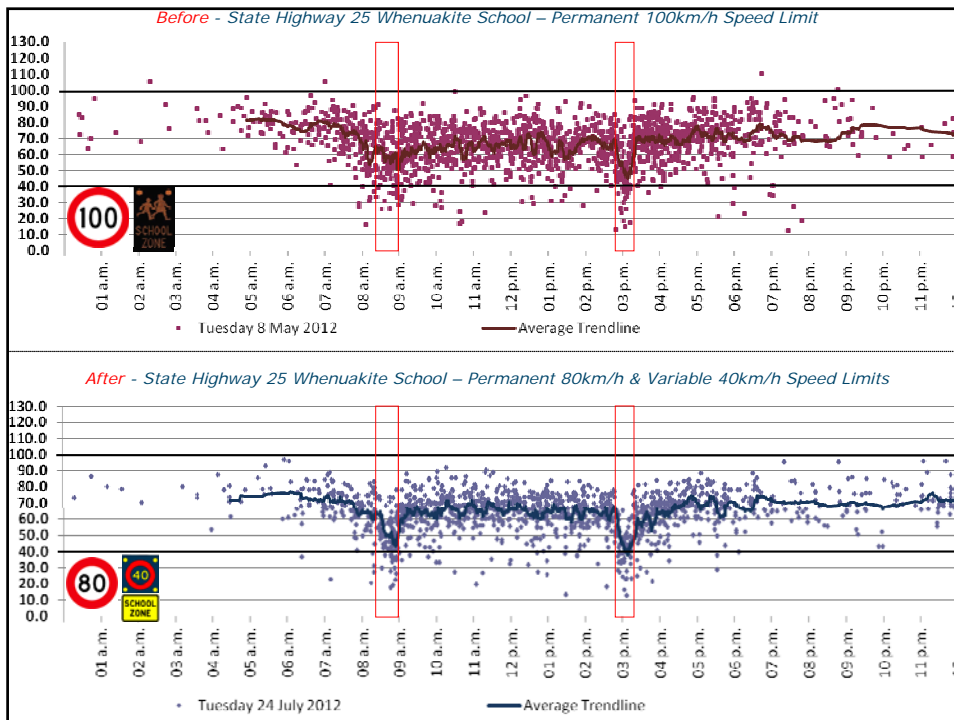 Before - State Highway 25 Whenuakite School – Permanent 100km/h Speed Limit
130.0
120.0
110.0
100.0
90.0
80.0
70.0
60.0
50.0
40.0
30.0
20.0
10.0
0.0
100
SCHOOL
ZONE
01 a.m.
02 a.m.
03 a.m.
04 a.m.
05 a.m.
06 a.m.
07 a.m.
08 a.m.
09 a.m.
10 a.m.
11 a.m.
12 p.m.
01 p.m.
02 p.m.
03 p.m.
04 p.m.
05 p.m.
06 p.m.
07 p.m.
08 p.m.
09 p.m.
10 p.m.
11 p.m.
Tuesday 8 May 2012
Average Trendline
After - State Highway 25 Whenuakite School – Permanent 80km/h & Variable 40km/h Speed Limits
130.0
120.0
110.0
100.0
90.0
80.0
70.0
60.0
50.0
40.0
30.0
20.0
10.0
0.0
80
40
SCHOOL
ZONE
01 a.m.
02 a.m.
03 a.m.
04 a.m.
05 a.m.
06 a.m.
07 a.m.
08 a.m.
09 a.m.
10 a.m.
11 a.m.
12 p.m.
01 p.m.
02 p.m.
03 p.m.
04 p.m.
05 p.m.
06 p.m.
07 p.m.
08 p.m.
09 p.m.
10 p.m.
11 p.m.
Tuesday 24 July 2012
Average Trendline